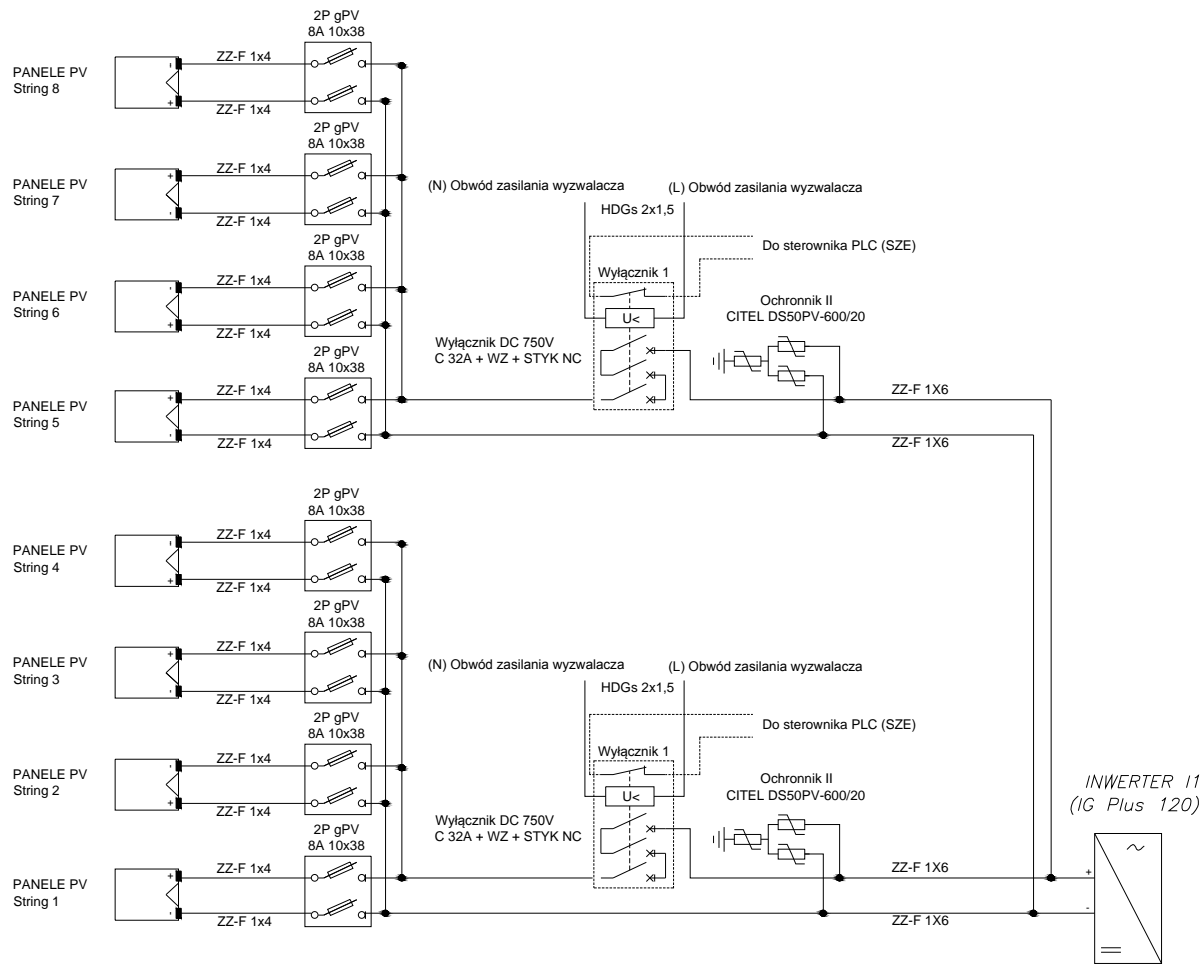 2P gPV
8A 10x38
PANELE PV
String 8
-
ZZ-F 1x4
+
ZZ-F 1x4
2P gPV
8A 10x38
PANELE PV
String 7
+
ZZ-F 1x4
-
ZZ-F 1x4
2P gPV
8A 10x38
PANELE PV
String 6
-
ZZ-F 1x4
+
ZZ-F 1x4
2P gPV
8A 10x38
PANELE PV
String 5
+
ZZ-F 1x4
-
ZZ-F 1x4
(N) Obwód zasilania wyzwalacza
(L) Obwód zasilania wyzwalacza
HDGs 2x1,5
Do sterownika PLC (SZE)
Wyłącznik 1
U<
Wyłącznik DC 750V
C 32A + WZ + STYK NC
Ochronnik II
CITEL DS50PV-600/20
ZZ-F 1X6
ZZ-F 1X6
2P gPV
8A 10x38
PANELE PV
String 4
-
ZZ-F 1x4
+
ZZ-F 1x4
2P gPV
8A 10x38
PANELE PV
String 3
+
ZZ-F 1x4
-
ZZ-F 1x4
2P gPV
8A 10x38
PANELE PV
String 2
-
ZZ-F 1x4
+
ZZ-F 1x4
2P gPV
8A 10x38
PANELE PV
String 1
+
ZZ-F 1x4
-
ZZ-F 1x4
(N) Obwód zasilania wyzwalacza
(L) Obwód zasilania wyzwalacza
HDGs 2x1,5
Do sterownika PLC (SZE)
Wyłącznik 1
U<
Wyłącznik DC 750V
C 32A + WZ + STYK NC
Ochronnik II
CITEL DS50PV-600/20
ZZ-F 1X6
ZZ-F 1X6
INWERTER I1
(IG Plus 120)
+
-